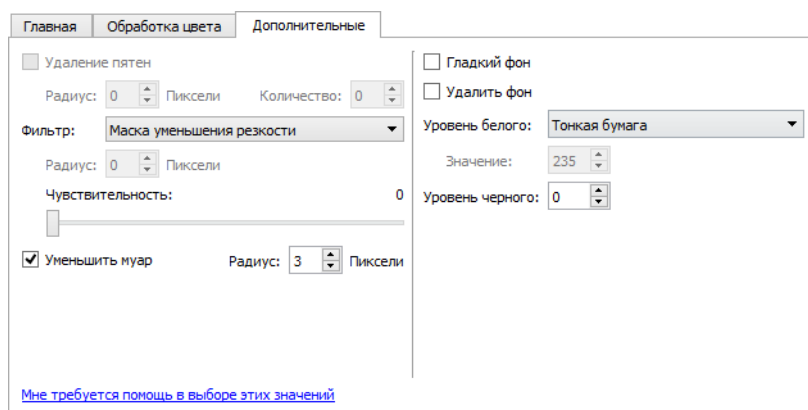 Главная Обработка цвета Дополнительные
Удаление пятен
Радиус: 0 Пиксели Количество: 0
Фильтр: Маска уменьшения резкости
Радиус: 0 Пиксели
Чувствительность: 0
Уменьшить муар Радиус: 3 Пиксели
Мне требуется помощь в выборе этих значений
Гладкий фон
Удалить фон
Уровень белого: Тонкая бумага
Значение: 235
Уровень черного: 0